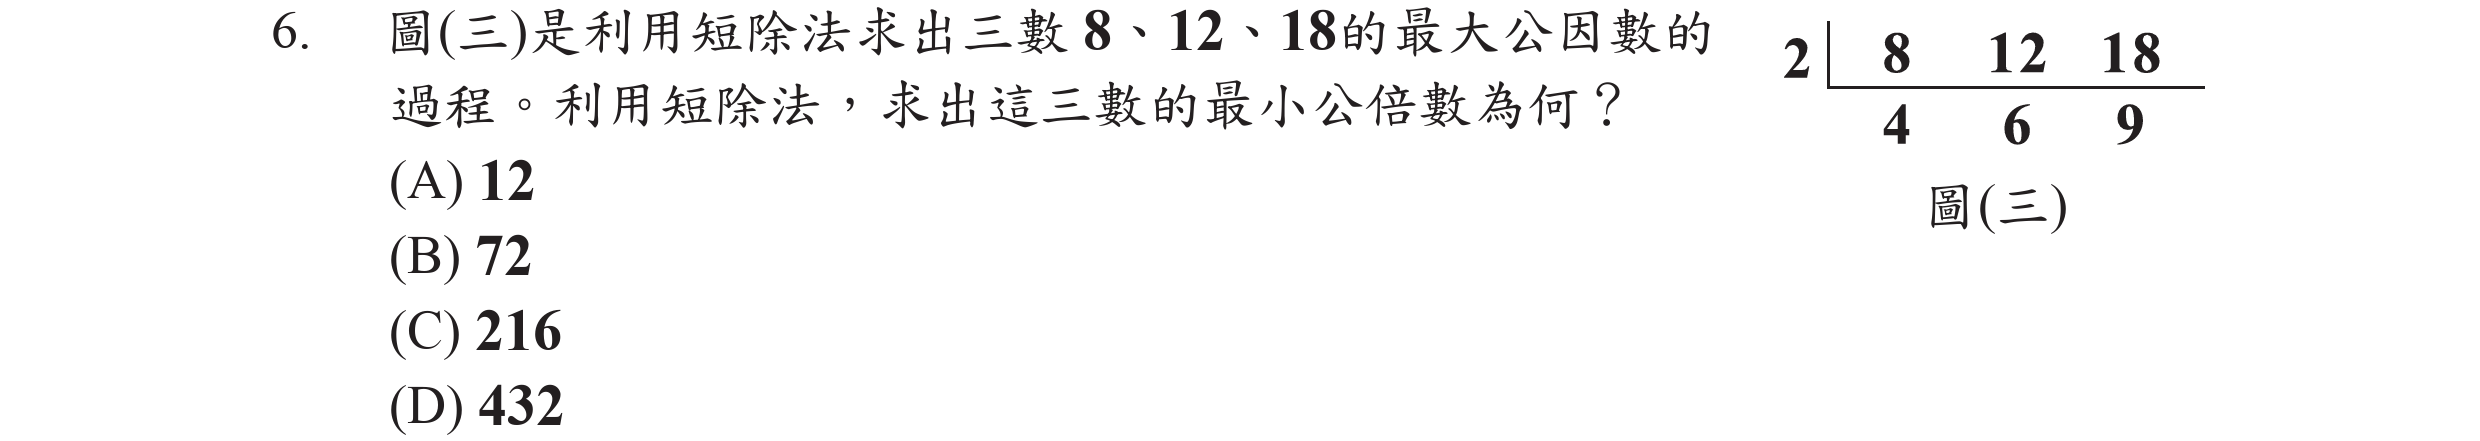 6. 圖(三)是利用短除法求出三數 8、12、18的最大公因數的
過程。利用短除法，求出這三數的最小公倍數為何？
(A) 12
(B) 72
(C) 216
(D) 432
2 8 12 18
4 6 9
圖(三)